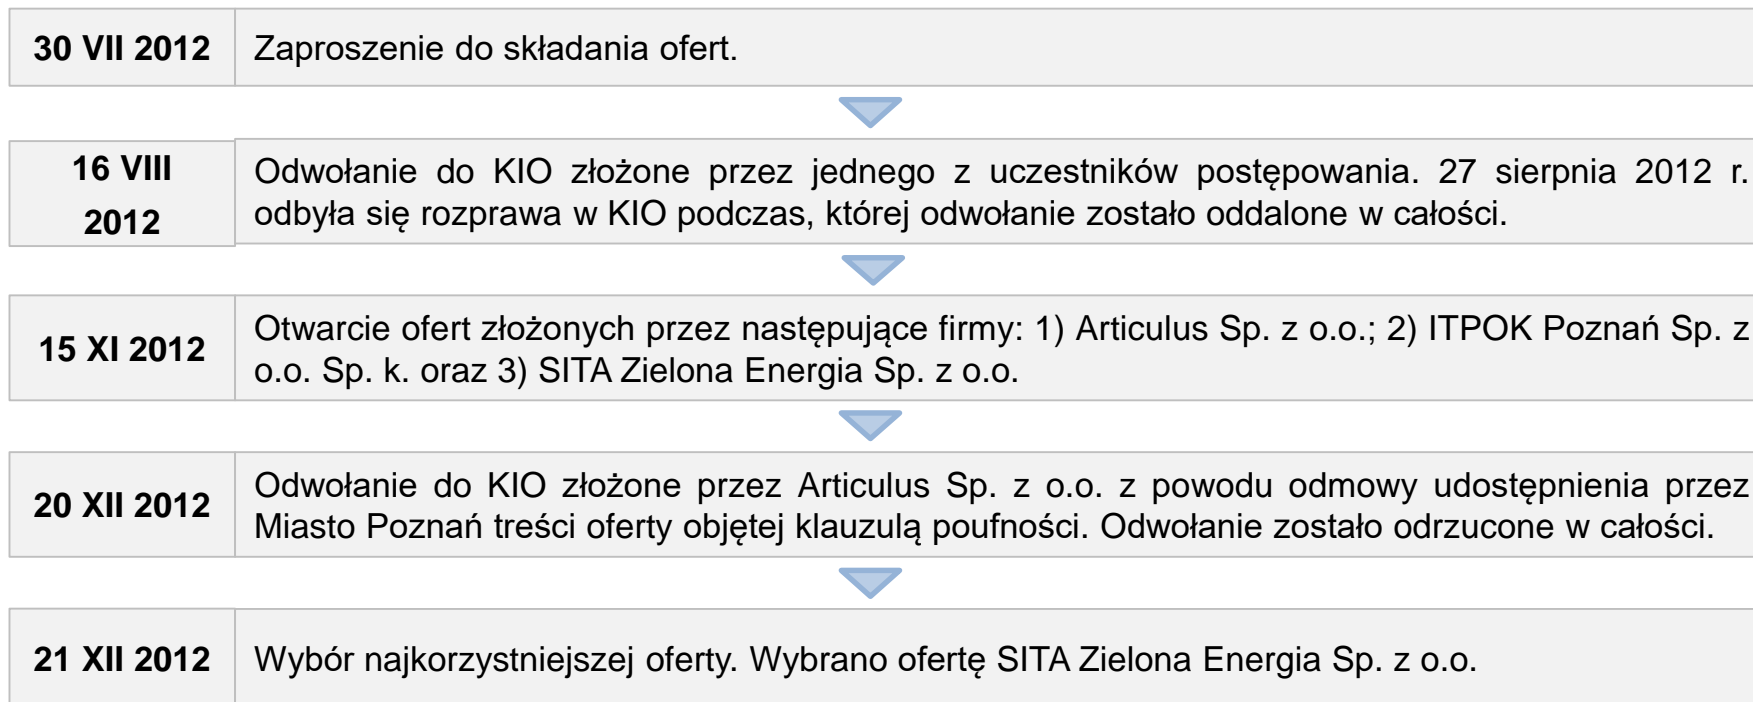 30 VII 2012
Zaproszenie do składania ofert.
16 VIII
2012
Odwołanie do KIO złożone przez jednego z uczestników postępowania. 27 sierpnia 2012 r.
odbyła się rozprawa w KIO podczas, której odwołanie zostało oddalone w całości.
15 XI 2012
Otwarcie ofert złożonych przez następujące firmy: 1) Articulus Sp. z o.o.; 2) ITPOK Poznań Sp. z
o.o. Sp. k. oraz 3) SITA Zielona Energia Sp. z o.o.
20 XII 2012
Odwołanie do KIO złożone przez Articulus Sp. z o.o. z powodu odmowy udostępnienia przez
Miasto Poznań treści oferty objętej klauzulą poufności. Odwołanie zostało odrzucone w całości.
21 XII 2012
Wybór najkorzystniejszej oferty. Wybrano ofertę SITA Zielona Energia Sp. z o.o.